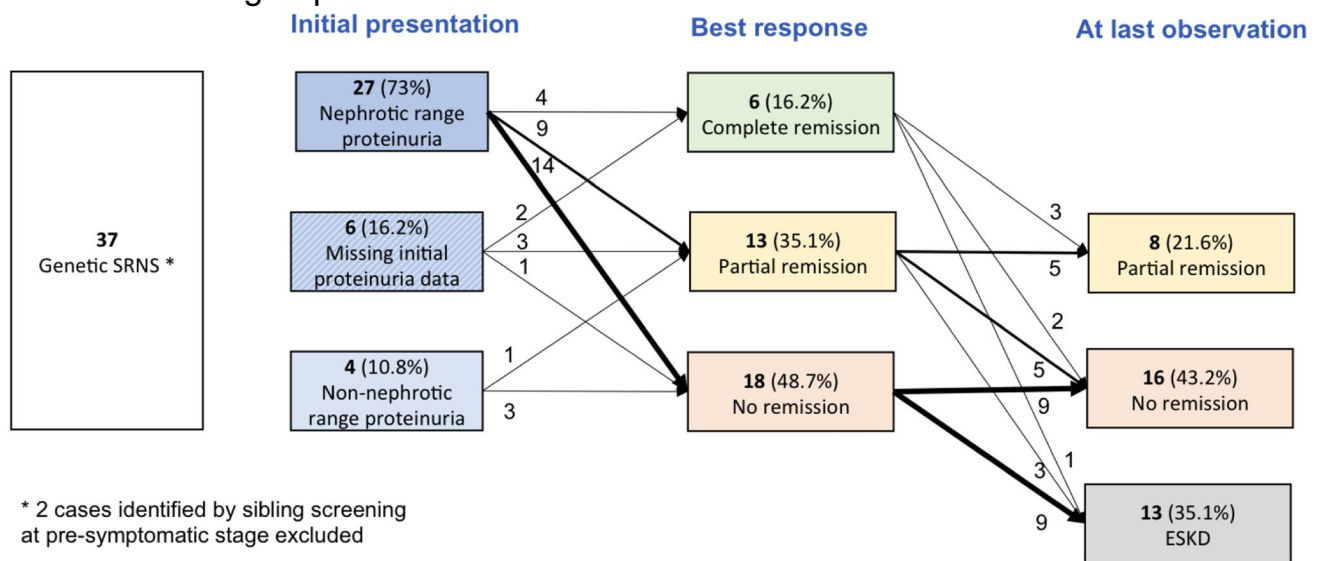 Initial presentation
Best response
At last observation
37
Genetic SRNS *
27 (73%)
Nephrotic range
proteinuria
6 (16.2%)
Missing initial
proteinuria data
4 (10.8%)
Non-nephrotic
range proteinuria
4
9
14
2
3
1
1
3
6 (16.2%)
Complete remission
13 (35.1%)
Partial remission
18 (48.7%)
No remission
3
5
2
5
9
1
3
9
8 (21.6%)
Partial remission
16 (43.2%)
No remission
13 (35.1%)
ESKD
* 2 cases identified by sibling screening
at pre-symptomatic stage excluded